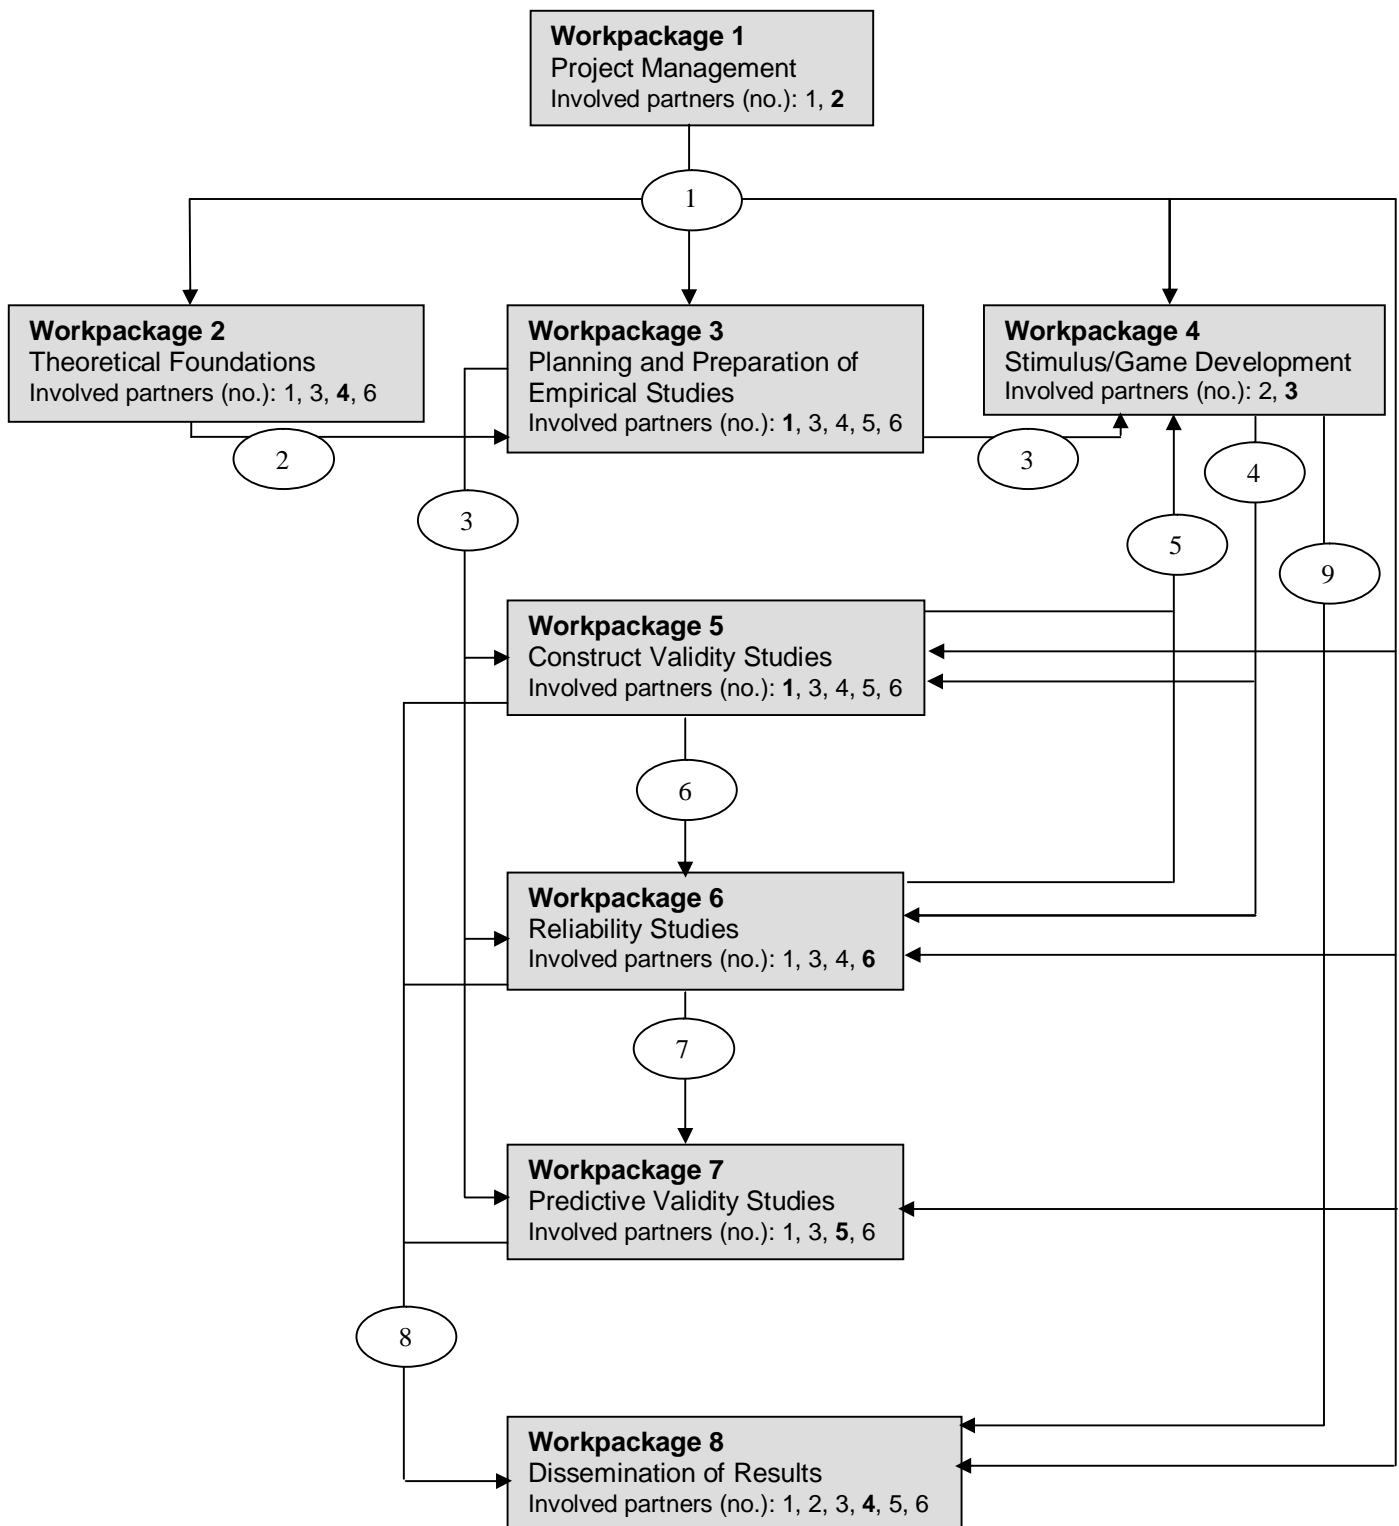 Workpackage 1
Project Management
Involved partners (no.): 1, 2
1
Workpackage 2
Theoretical Foundations
Involved partners (no.): 1, 3, 4, 6
Workpackage 3
Planning and Preparation of
Empirical Studies
Involved partners (no.): 1, 3, 4, 5, 6
Workpackage 4
Stimulus/Game Development
Involved partners (no.): 2, 3
2
3
4
3
5
9
Workpackage 5
Construct Validity Studies
Involved partners (no.): 1, 3, 4, 5, 6
6
Workpackage 6
Reliability Studies
Involved partners (no.): 1, 3, 4, 6
7
Workpackage 7
Predictive Validity Studies
Involved partners (no.): 1, 3, 5, 6
8
Workpackage 8
Dissemination of Results
Involved partners (no.): 1, 2, 3, 4, 5, 6